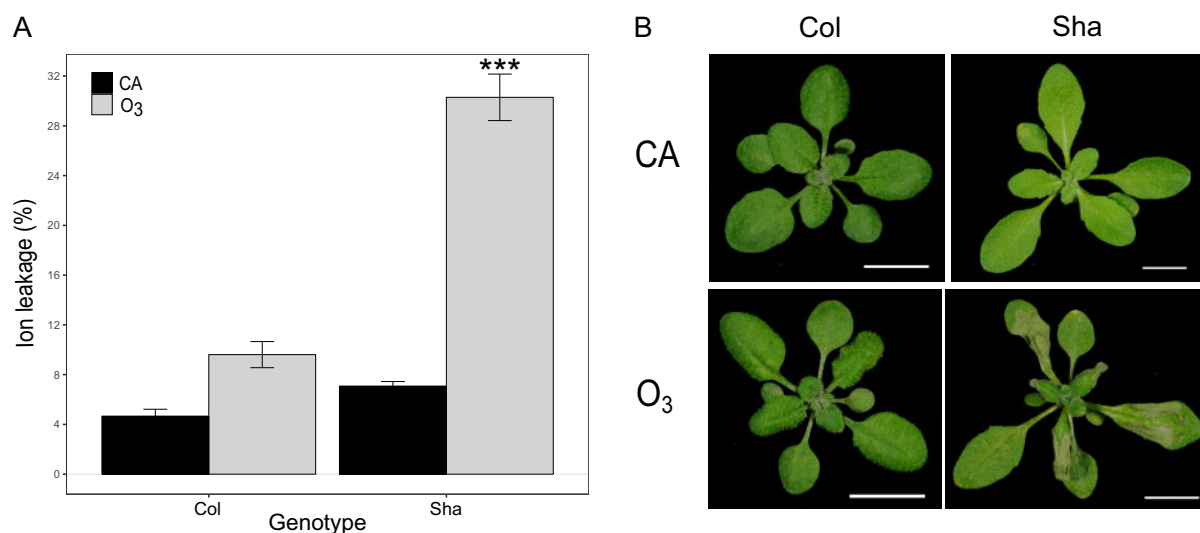 A
B
Col
Sha
CA
O3
***
32
28
24
20
16
12
8
4
0
Ion leakage (%)
Col
Sha
Genotype
CA
O3